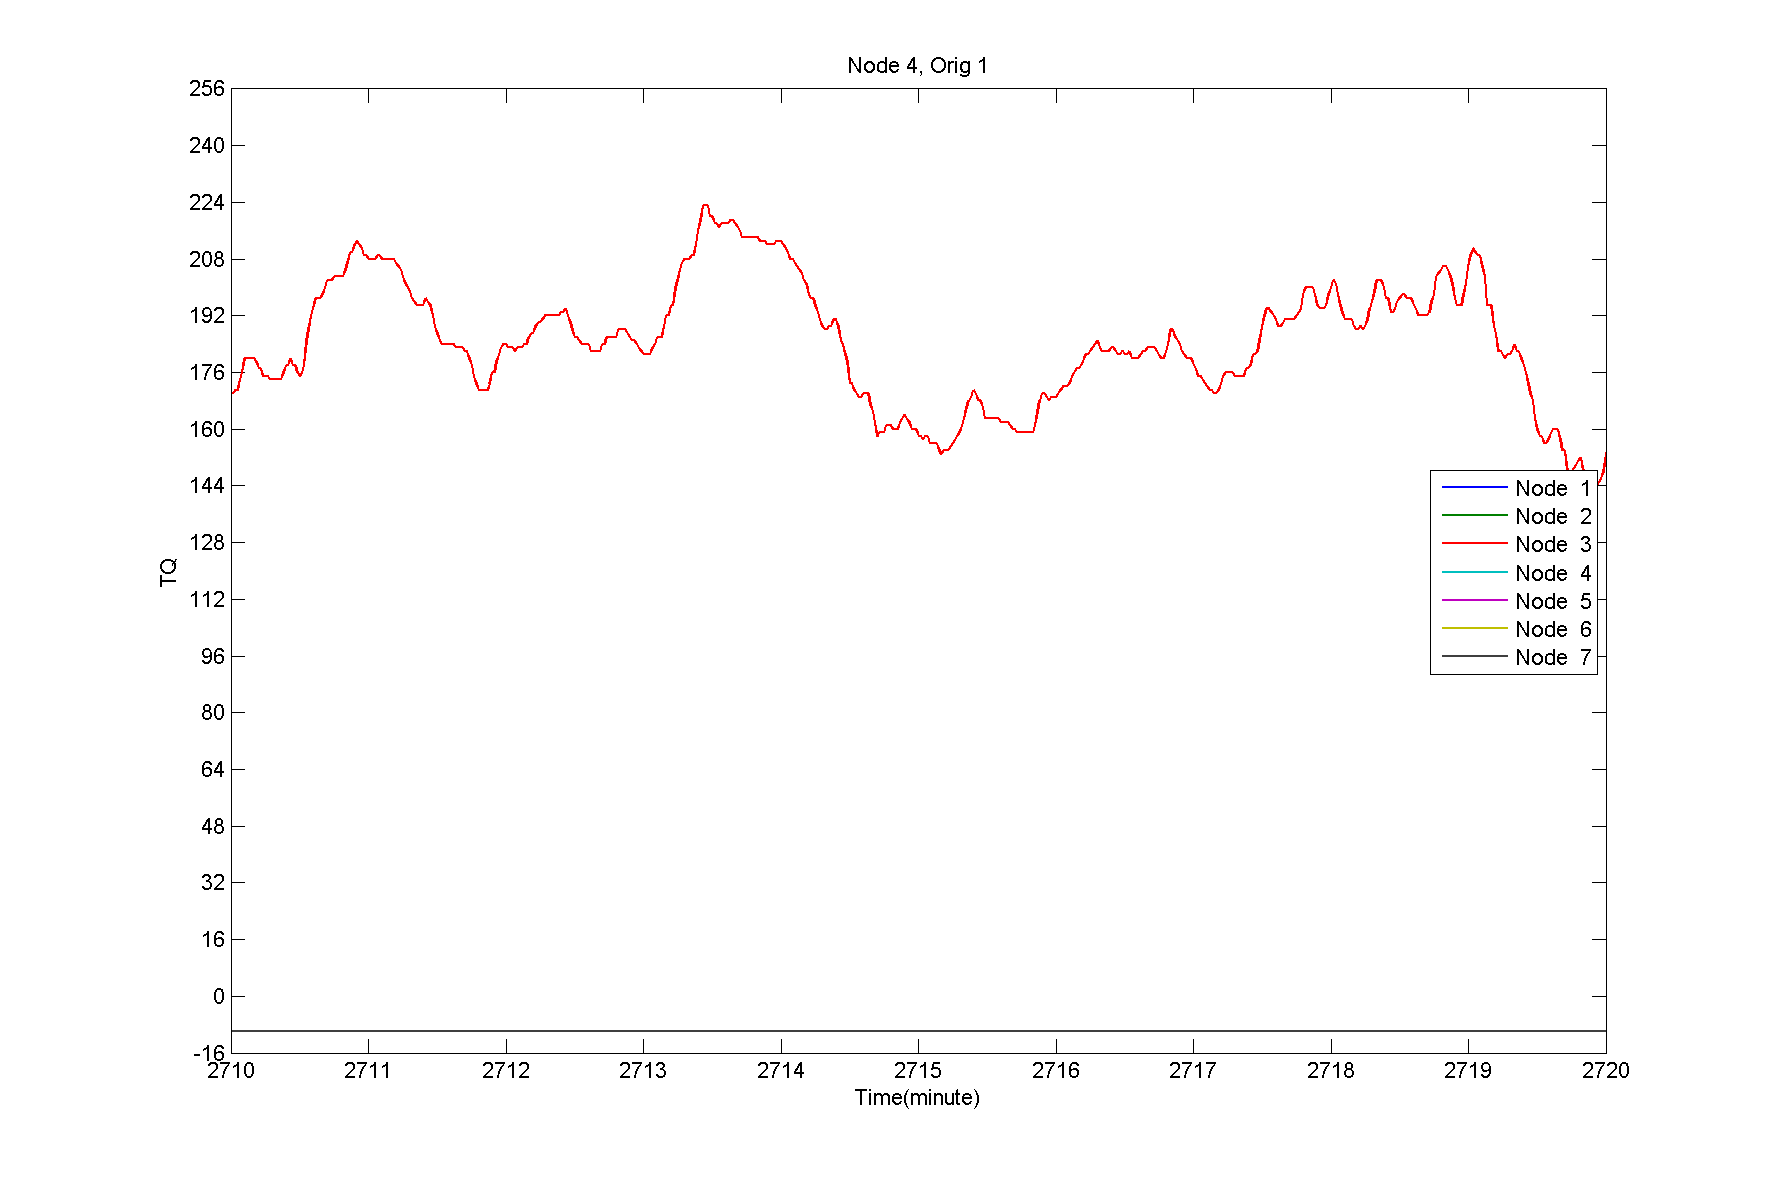 Node 4, Orig 1
256
240
224
208
192
176
160
144
128
112
96
80
64
48
32
16
0
-16
TQ
Node 1
Node 2
Node 3
Node 4
Node 5
Node 6
Node 7
2710 2711 2712 2713 2714 2715 2716 2717 2718 2719 2720
Time(minute)